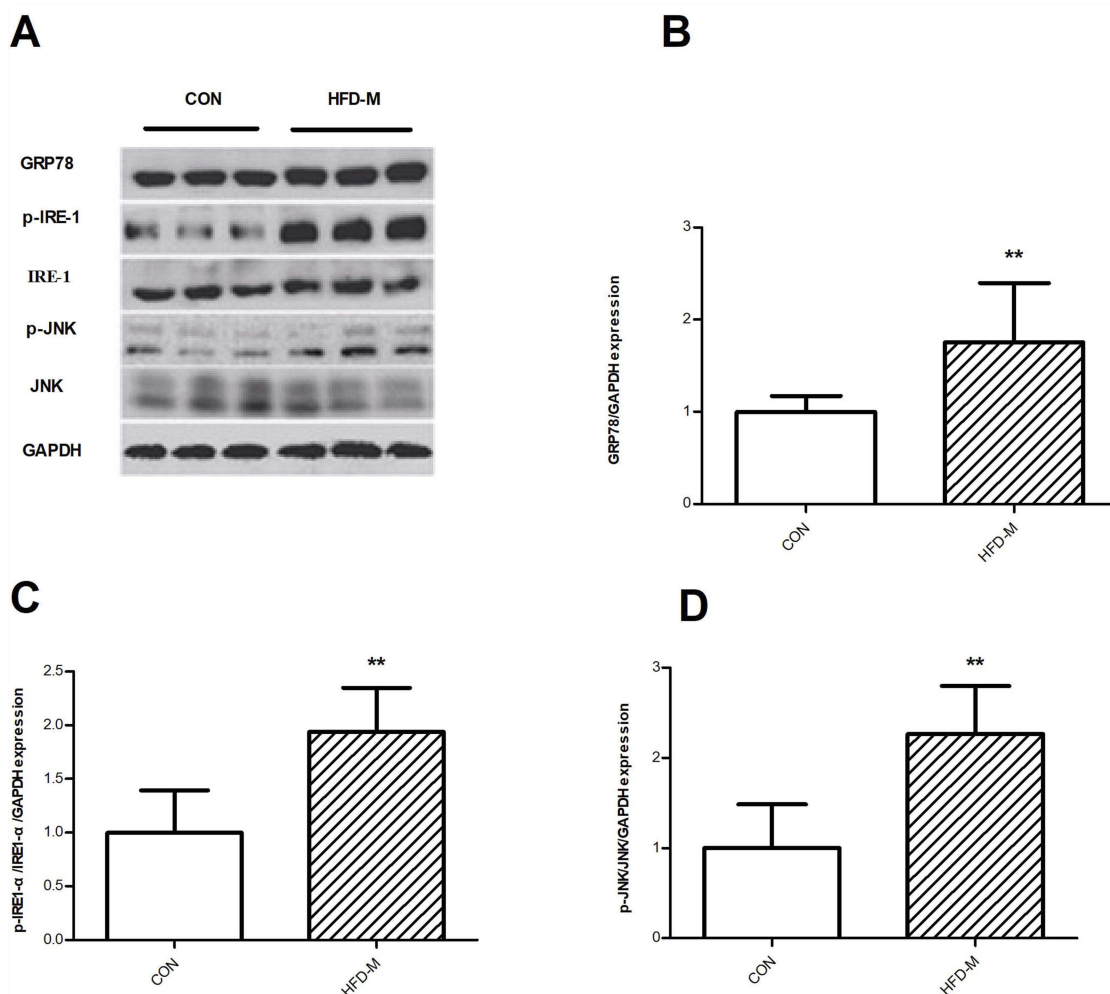 A
CON HFD-M
GRP78
p-IRE-1
IRE-1
p-JNK
JNK
GAPDH
B
GRP78/GAPDH expression
3
2
1
0
**
CON HFD-M
C
p-IRE1-α /IRE1-α /GAPDH expression
2.5
2.0
1.5
1.0
0.5
0.0
**
CON HFD-M
D
p-JNK/JNK/GAPDH expression
3
2
1
0
**
CON HFD-M